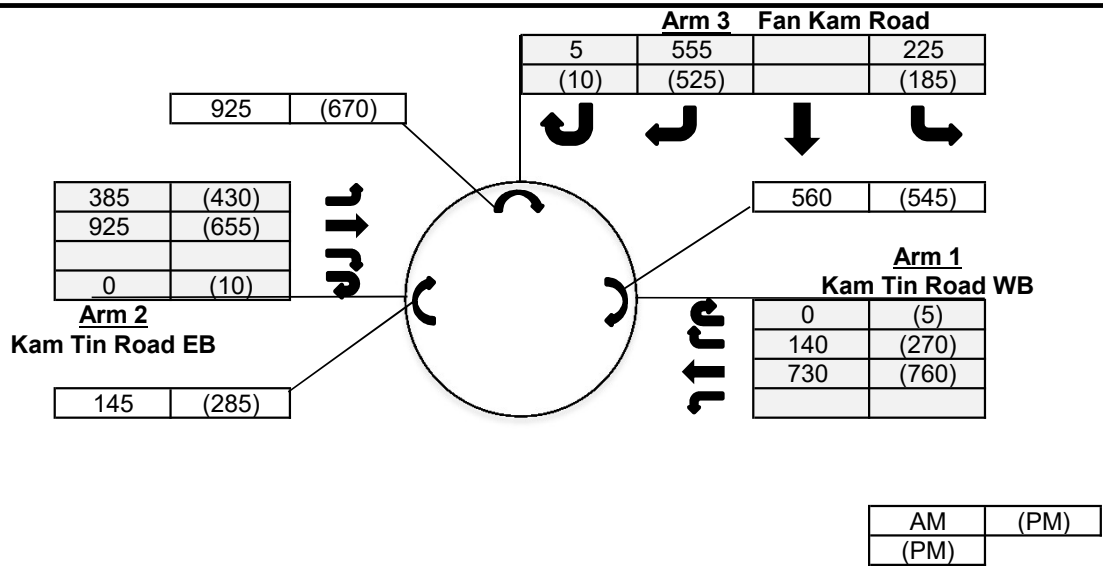 Arm 3 Fan Kam Road
5 555 225
(10) (525) (185)
925 (670)
385 (430)
925 (655)
0 (10)
Arm 2
Kam Tin Road EB
145 (285)
560 (545)
Arm 1
Kam Tin Road WB
0 (5)
140 (270)
730 (760)
AM (PM)
(PM)